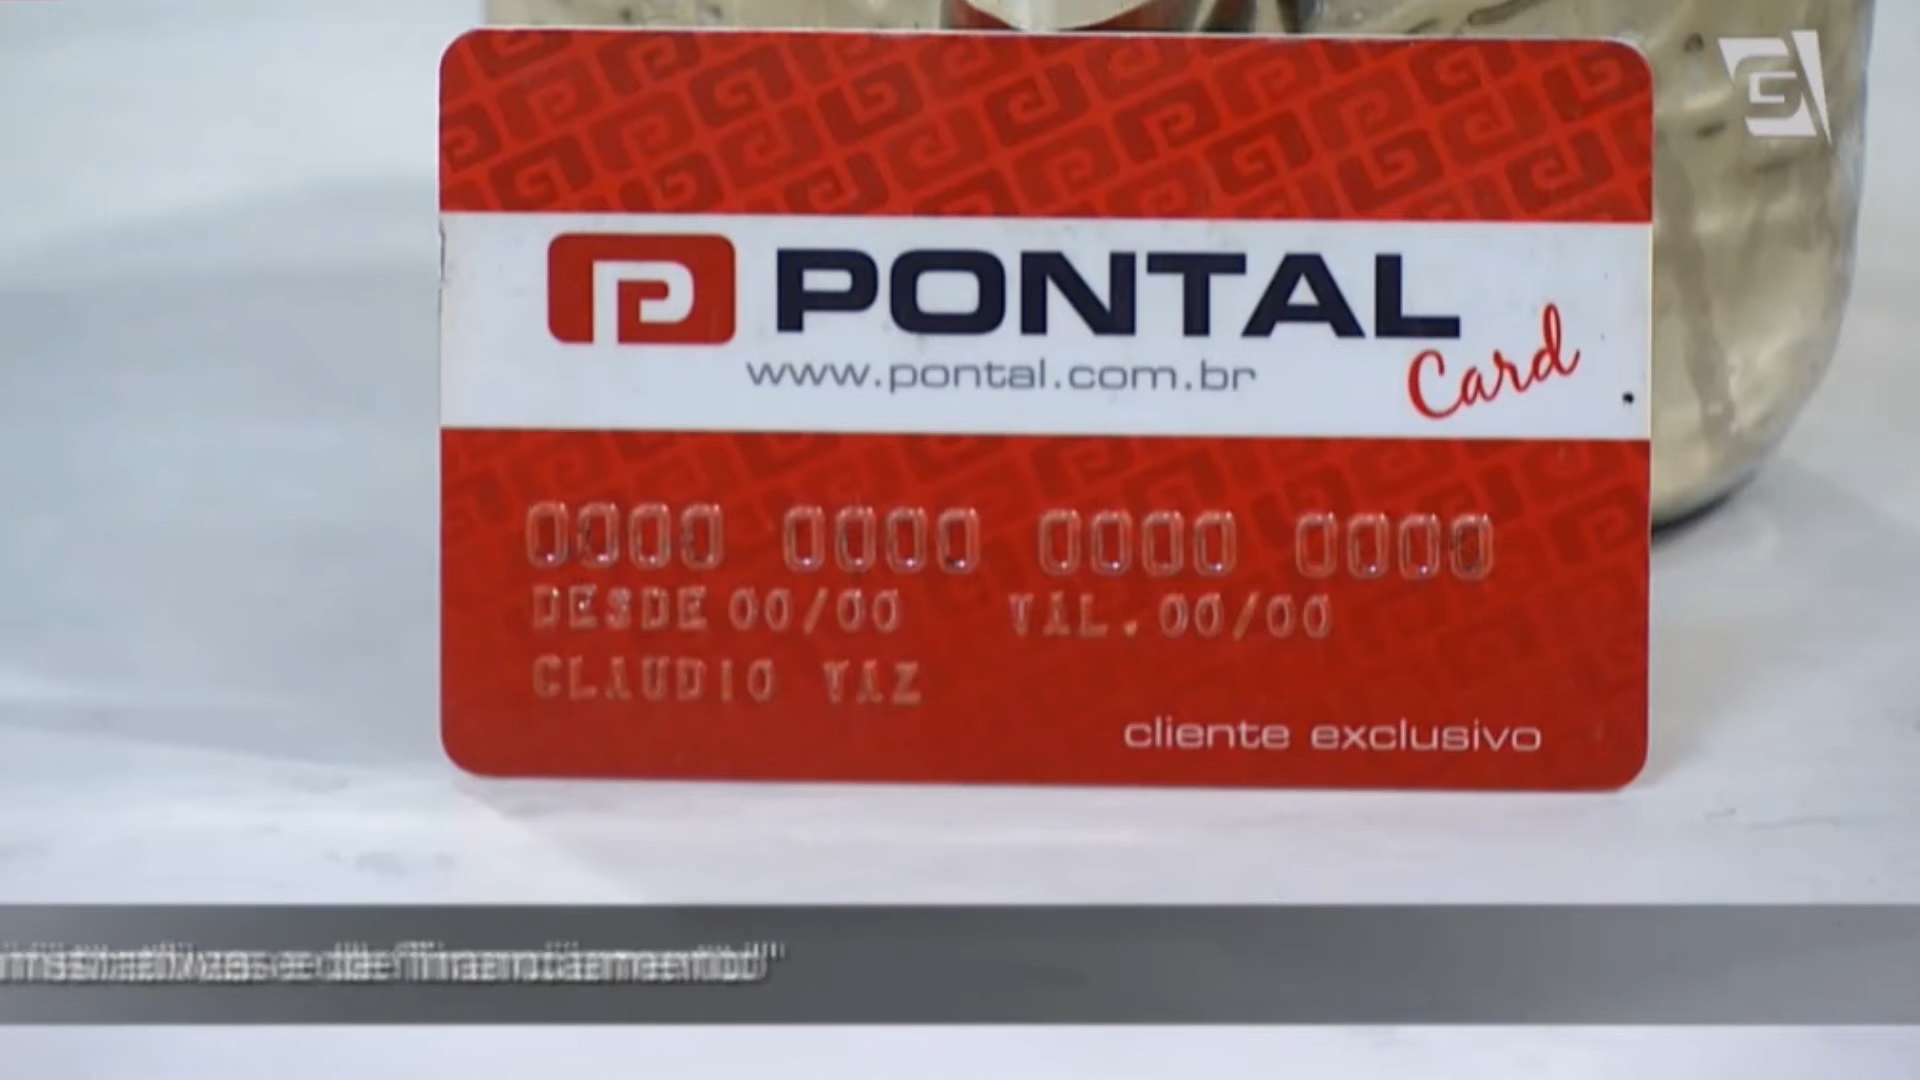 PONTAL
Card
www.pontal.com.br
0000 0000 0000 0000
DESDE 00/00 VAL. 00/00
CLAUDIO VAZ
cliente exclusivo